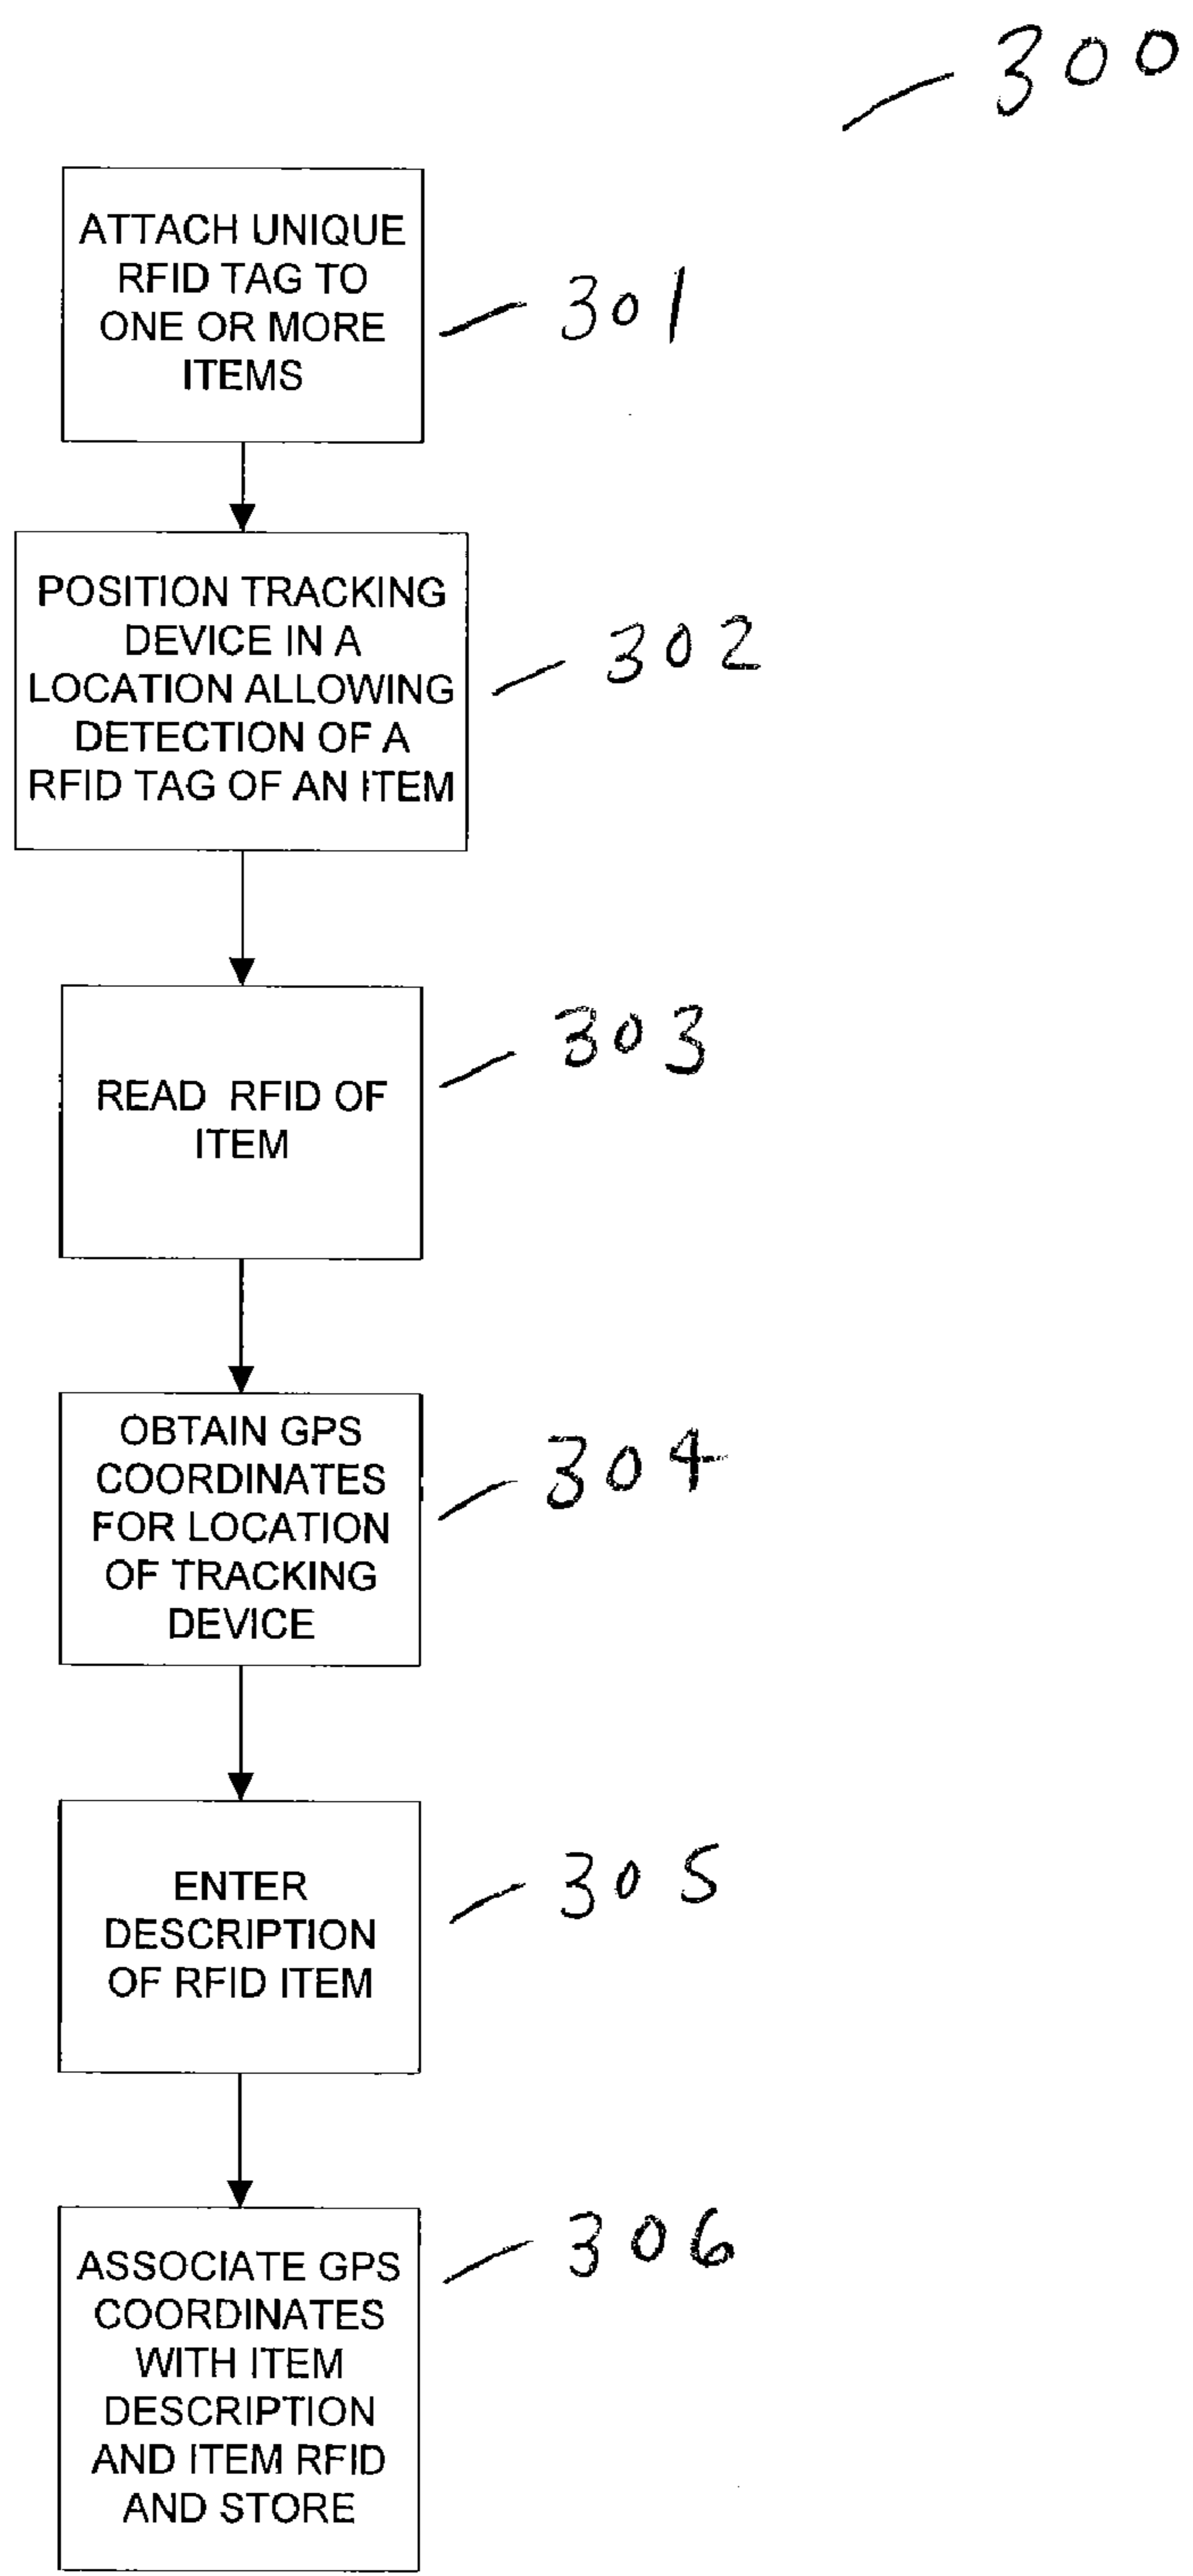 300
ATTACH UNIQUE
RFID TAG TO
ONE OR MORE
ITEMS
301
POSITION TRACKING
DEVICE IN A
LOCATION ALLOWING
DETECTION OF A
RFID TAG OF AN ITEM
302
READ RFID OF
ITEM
303
OBTAIN GPS
COORDINATES
FOR LOCATION
OF TRACKING
DEVICE
304
ENTER
DESCRIPTION
OF RFID ITEM
305
ASSOCIATE GPS
COORDINATES
WITH ITEM
DESCRIPTION
AND ITEM RFID
AND STORE
306